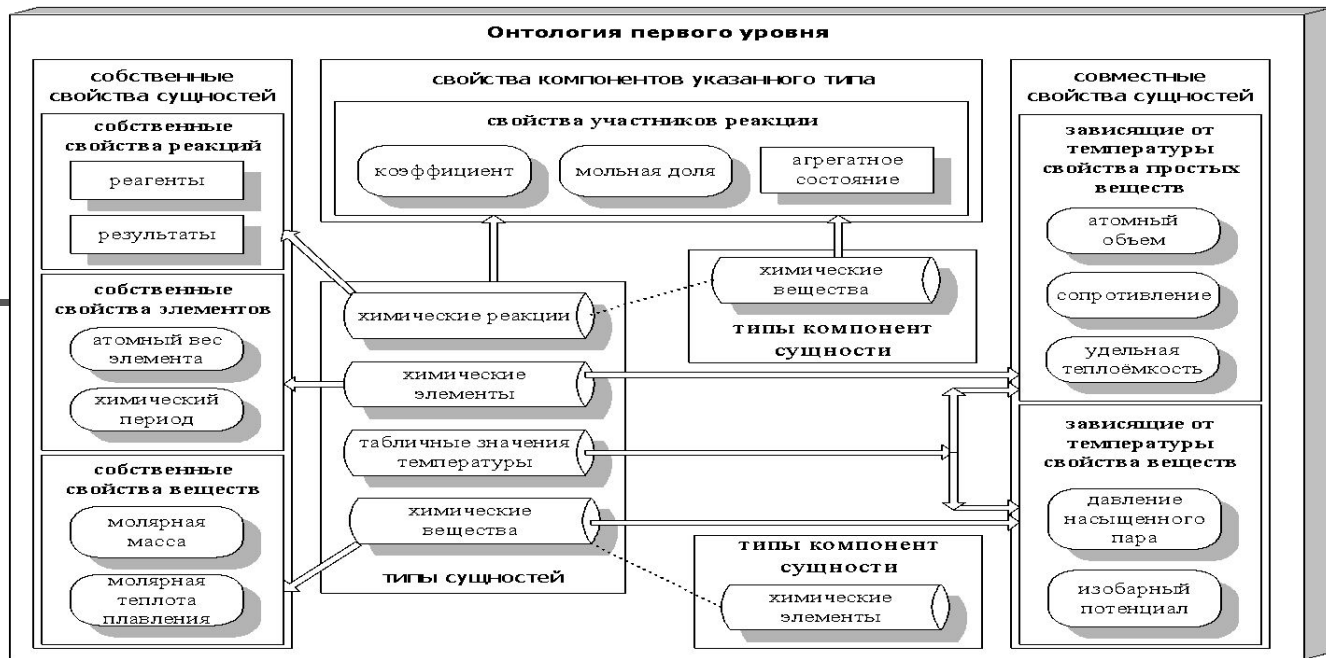 Онтология первого уровня
собственные
свойства сущностей
собственные
свойства реакций
реагенты
результаты
собственные
свойства элементов
атомный вес
элемента
химический
период
собственные
свойства веществ
молярная
масса
молярная
теплота
плавления
свойства компонентов указанного типа
свойства участников реакции
коэффициент
мольная доля
агрегатное
состояние
химические
вещества
типы компонент
сущности
химические реакции
химические
элементы
табличные значения
температуры
химические
вещества
типы сущностей
типы компонент
сущности
химические
элементы
совместные
свойства сущностей
зависящие от
температуры
свойства простых
веществ
атомный
объем
сопротивление
удельная
теплоёмкость
зависящие от
температуры
свойства веществ
давление
насыщенного
пара
изобарный
потенциал